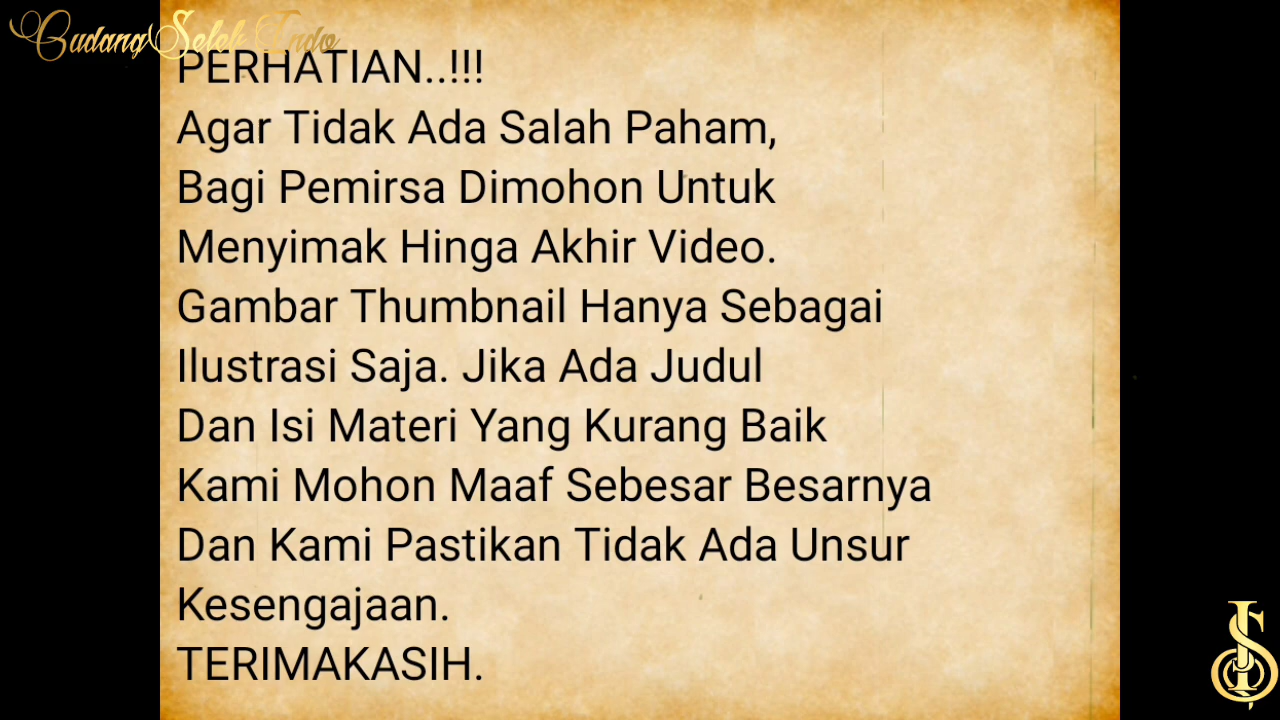 GudangSeleb Indo
PERHATIAN..!!!
Agar Tidak Ada Salah Paham,
Bagi Pemirsa Dimohon Untuk
Menyimak Hinga Akhir Video.
Gambar Thumbnail Hanya Sebagai
Ilustrasi Saja. Jika Ada Judul
Dan Isi Materi Yang Kurang Baik
Kami Mohon Maaf Sebesar Besarnya
Dan Kami Pastikan Tidak Ada Unsur
Kesengajaan.
TERIMAKASIH.